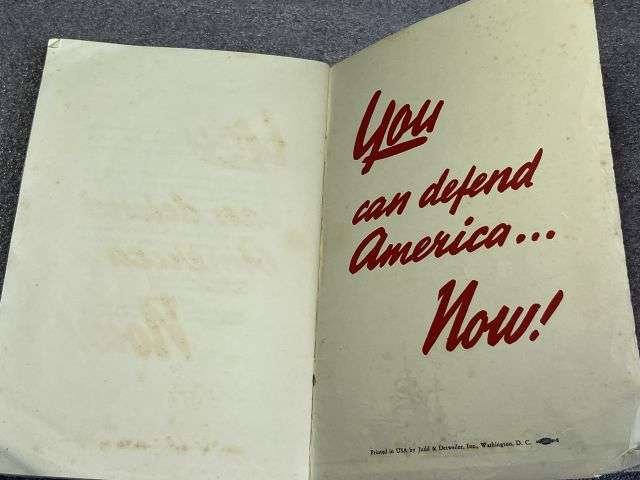 You
can defend
America...
Now!
Printed in USA by Judd & Detweiler, Inc., Washington, D. C.